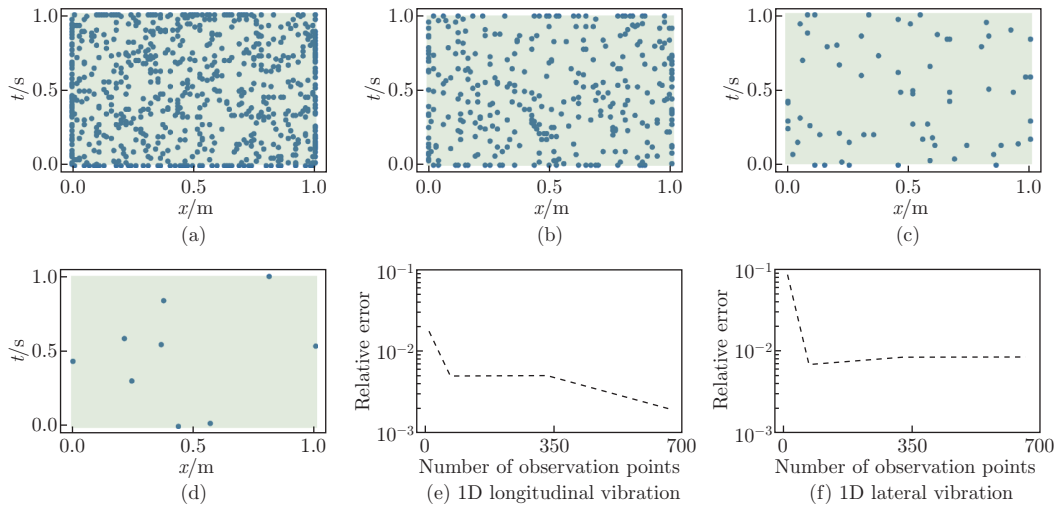 1.0
0.5
0.0
t/s
0.0
0.5
1.0
x/m
(a)
1.0
0.5
0.0
t/s
0.0
0.5
1.0
x/m
(b)
1.0
0.5
0.0
t/s
0.0
0.5
1.0
x/m
(c)
1.0
0.5
0.0
t/s
0.0
0.5
1.0
x/m
(d)
10⁻¹
10⁻²
10⁻³
Relative error
0
350
700
Number of observation points
(e) 1D longitudinal vibration
10⁻¹
10⁻²
10⁻³
Relative error
0
350
700
Number of observation points
(f) 1D lateral vibration